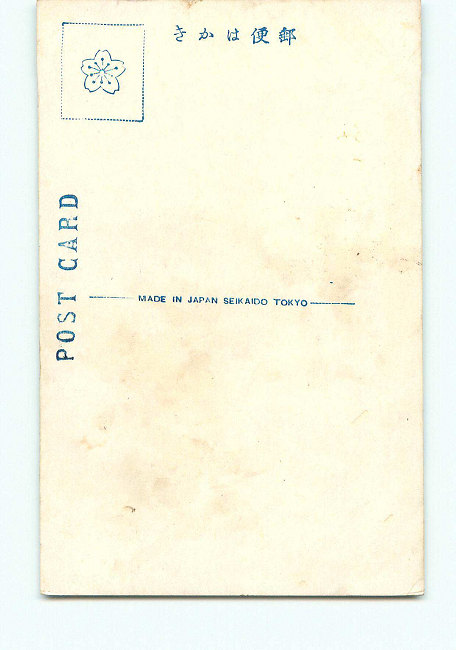 郵便はかき
POST CARD
MADE IN JAPAN SEIKAIDO TOKYO